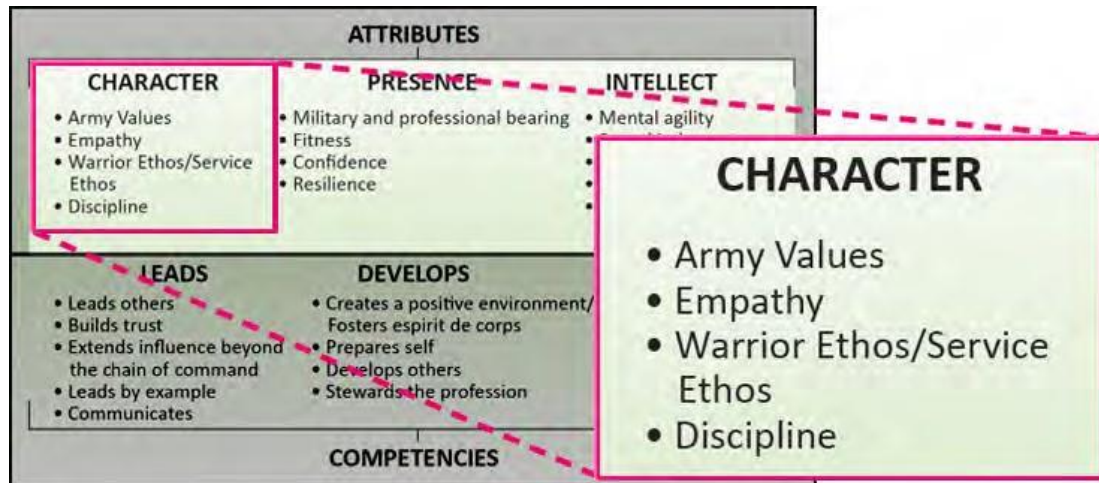 ATTRIBUTES
CHARACTER
• Army Values
• Empathy
• Warrior Ethos/Service
Ethos
• Discipline
PRESENCE
• Military and professional bearing
• Fitness
• Confidence
• Resilience
INTELLECT
• Mental agility
LEADS
• Leads others
• Builds trust
• Extends influence beyond
the chain of command
• Leads by example
• Communicates
DEVELOPS
• Creates a positive environment/
Fosters espirit de corps
• Prepares self
• Develops others
• Stewards the profession
COMPETENCIES
CHARACTER
• Army Values
• Empathy
• Warrior Ethos/Service
Ethos
• Discipline